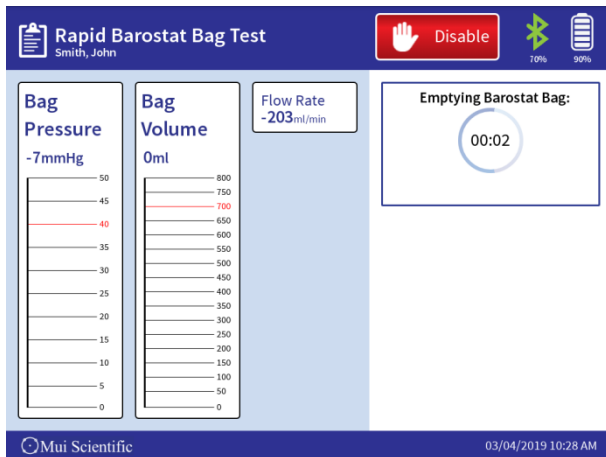 Rapid Barostat Bag Test
Smith, John
Disable
70%
90%
Bag
Pressure
-7mmHg
50
45
40
35
30
25
20
15
10
5
0
Bag
Volume
0ml
800
750
700
650
600
550
500
450
400
350
300
250
200
150
100
50
0
Flow Rate
-203ml/min
Emptying Barostat Bag:
00:02
Mui Scientific
03/04/2019 10:28 AM